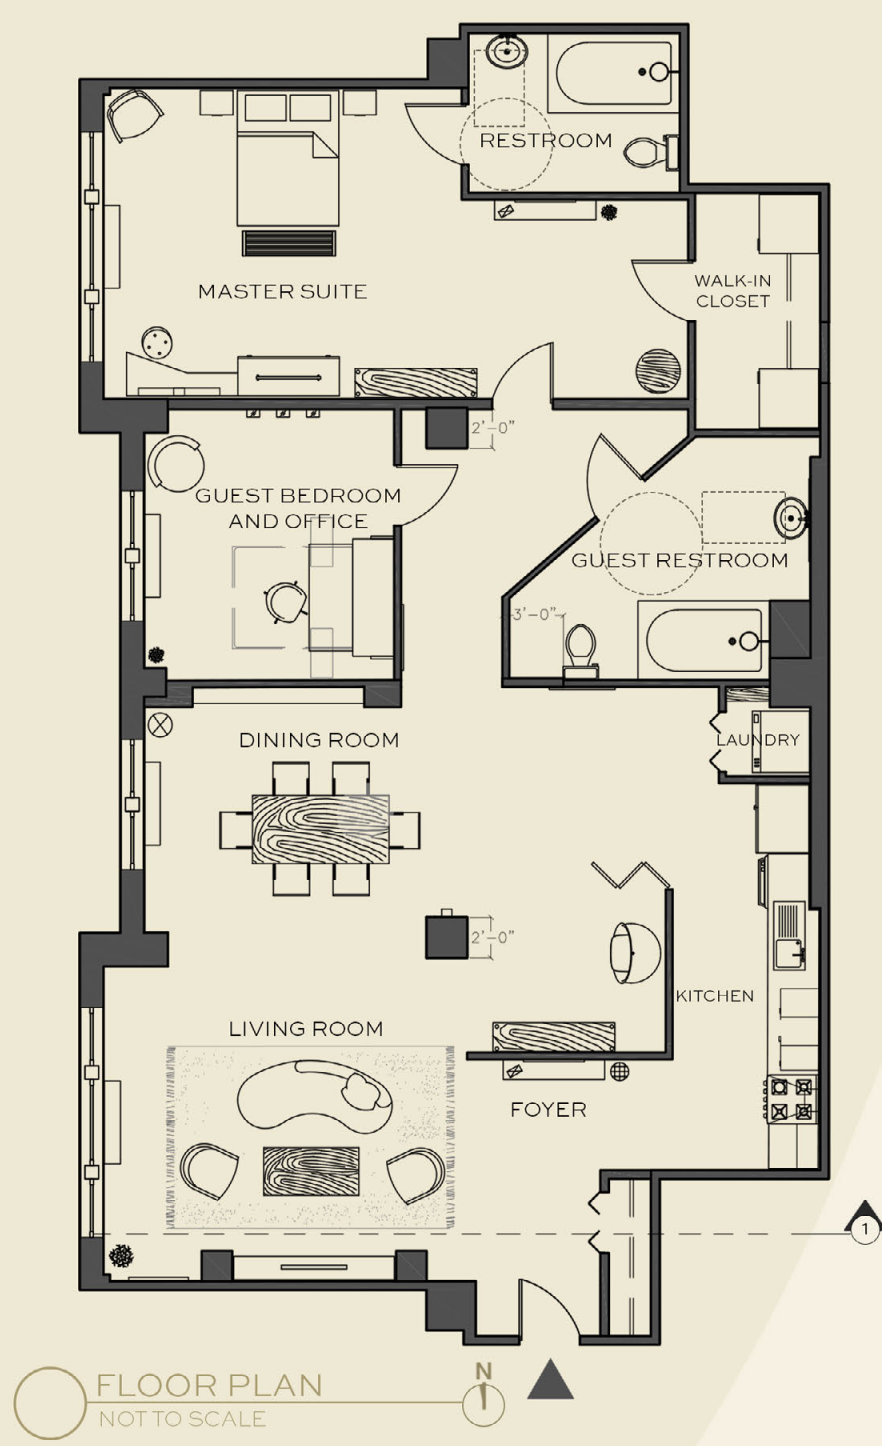 RESTROOM
WALK-IN
CLOSET
MASTER SUITE
2'-0"
GUEST BEDROOM
AND OFFICE
GUEST RESTROOM
3'-0"
DINING ROOM
LAUNDRY
2'-0"
KITCHEN
LIVING ROOM
FOYER
1
FLOOR PLAN
NOT TO SCALE
N